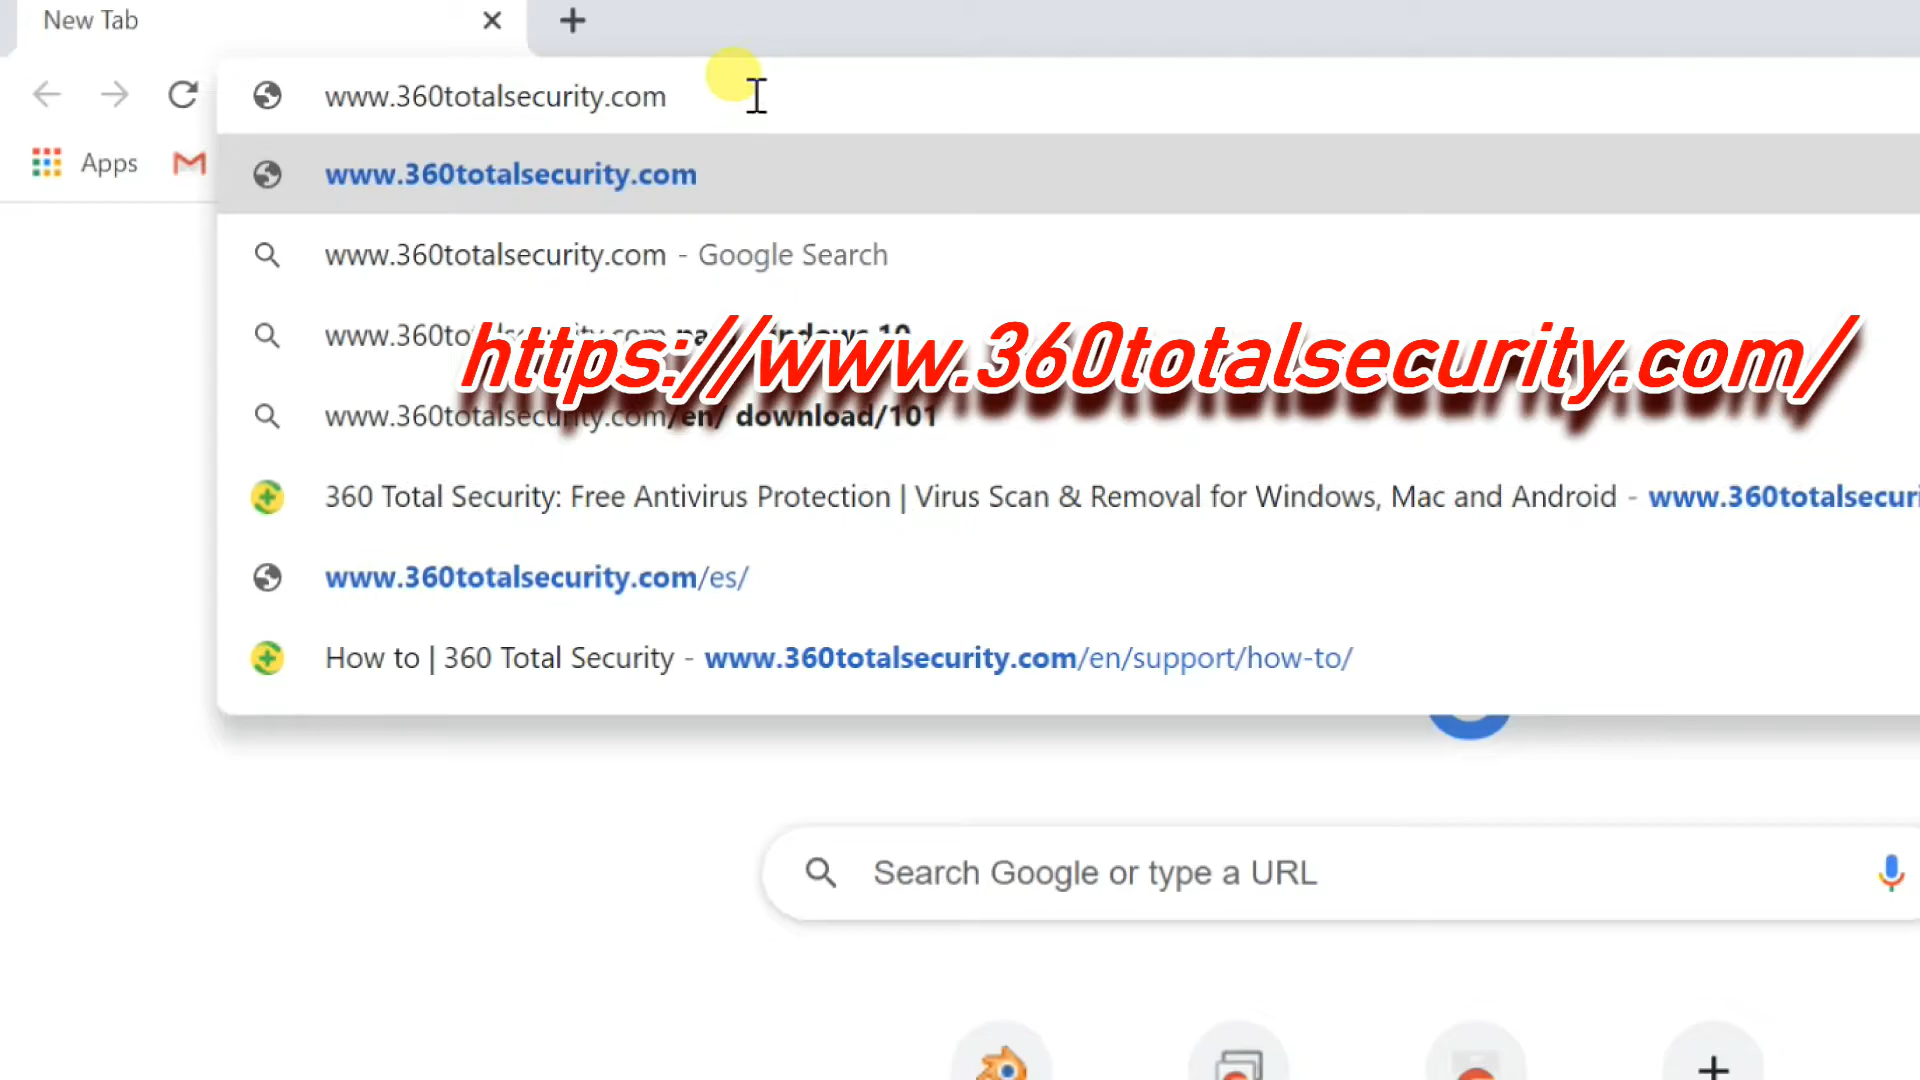 New Tab
www.360totalsecurity.com
Apps
www.360totalsecurity.com
www.360totalsecurity.com - Google Search
https://www.360totalsecurity.com/
www.360totalsecurity.com/en/ download/101
360 Total Security: Free Antivirus Protection | Virus Scan & Removal for Windows, Mac and Android - www.360totalsecuri
www.360totalsecurity.com/es/
How to | 360 Total Security - www.360totalsecurity.com/en/support/how-to/
Search Google or type a URL